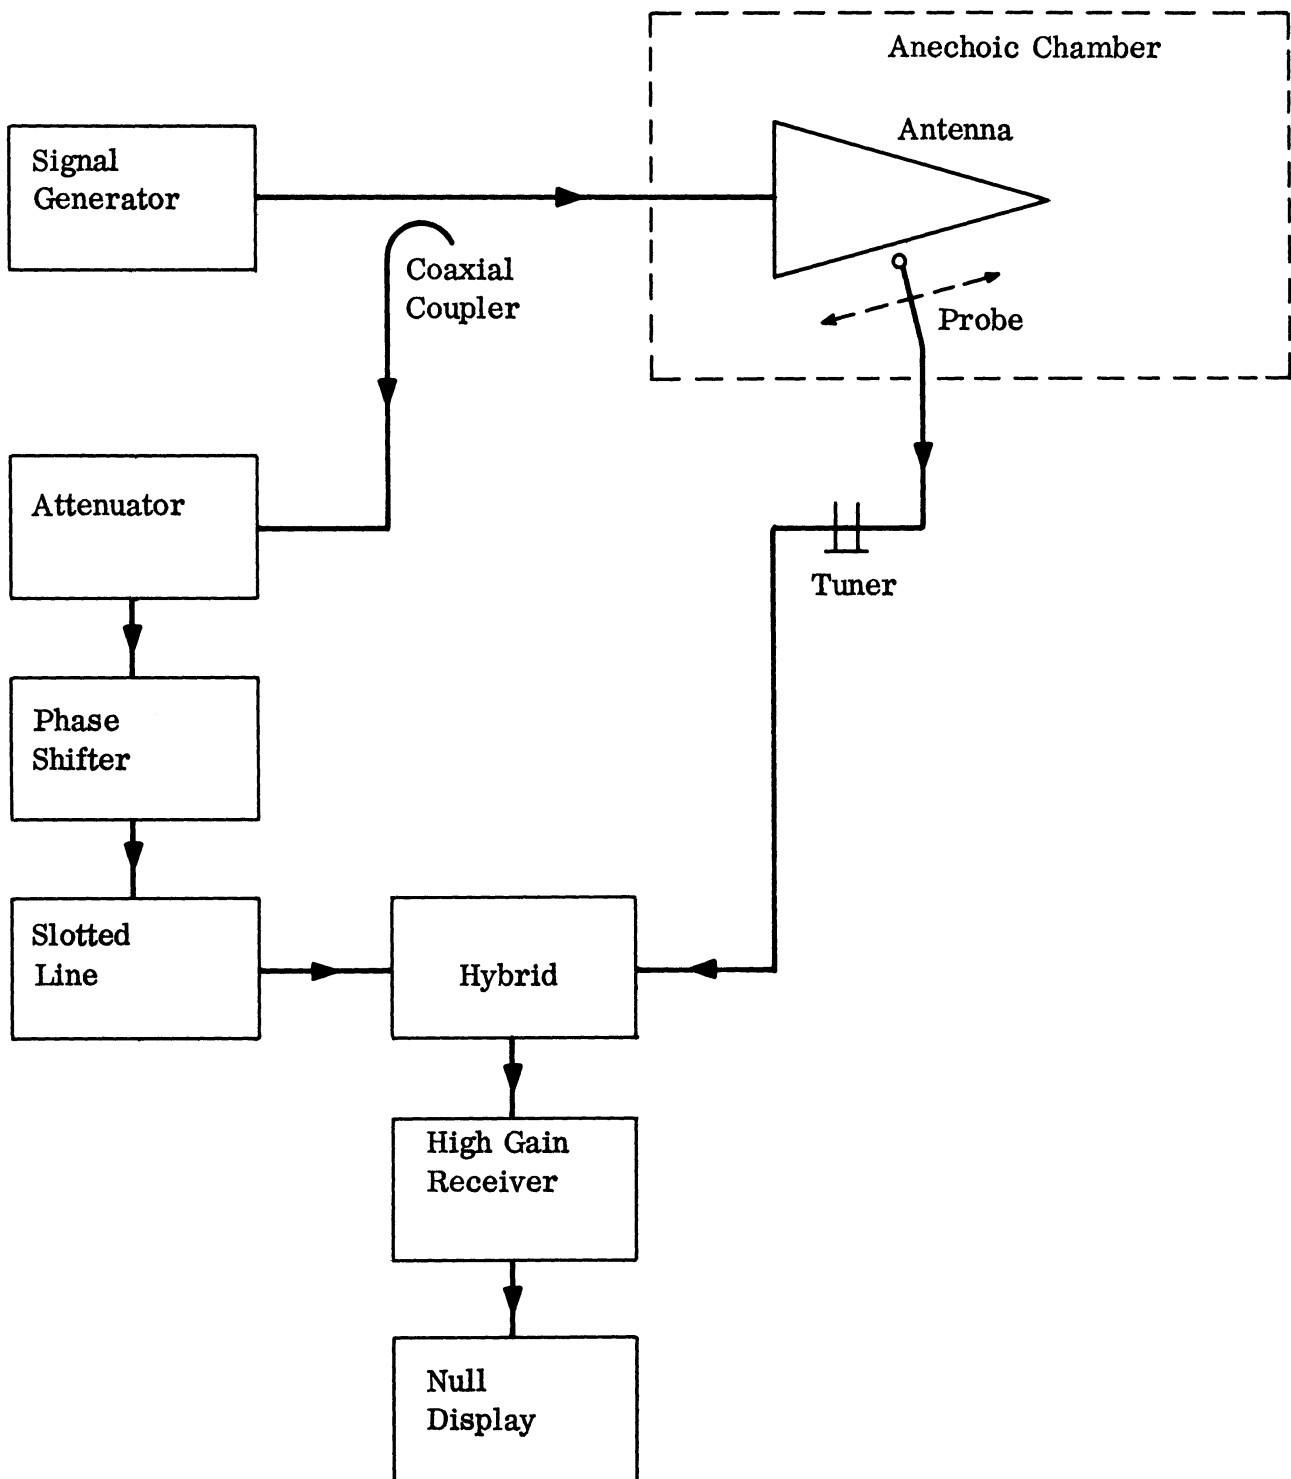 Anechoic Chamber
Antenna
Signal
Generator
Coaxial
Coupler
Probe
Attenuator
Tuner
Phase
Shifter
Slotted
Line
Hybrid
High Gain
Receiver
Null
Display